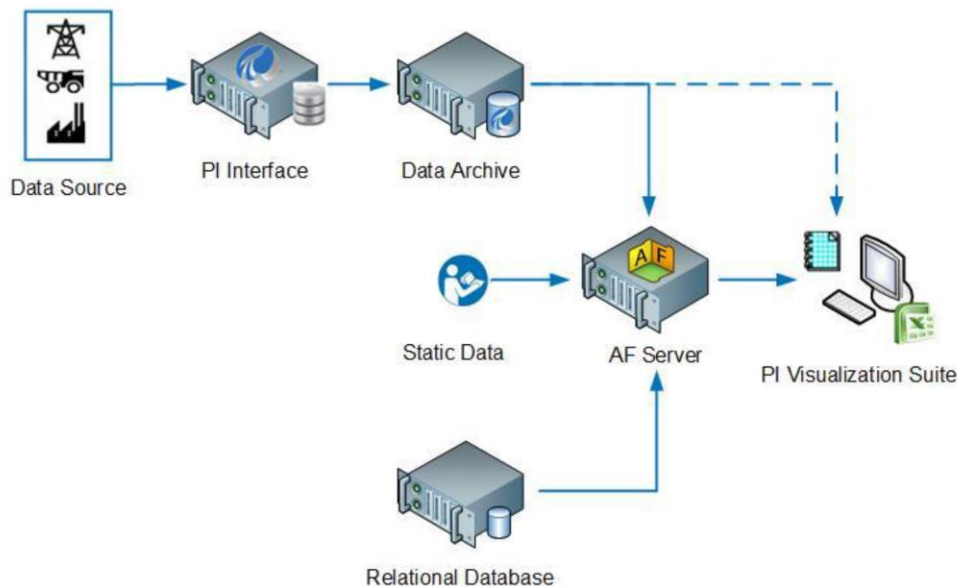 Data Source
PI Interface
Data Archive
A F
Static Data
AF Server
PI Visualization Suite
Relational Database